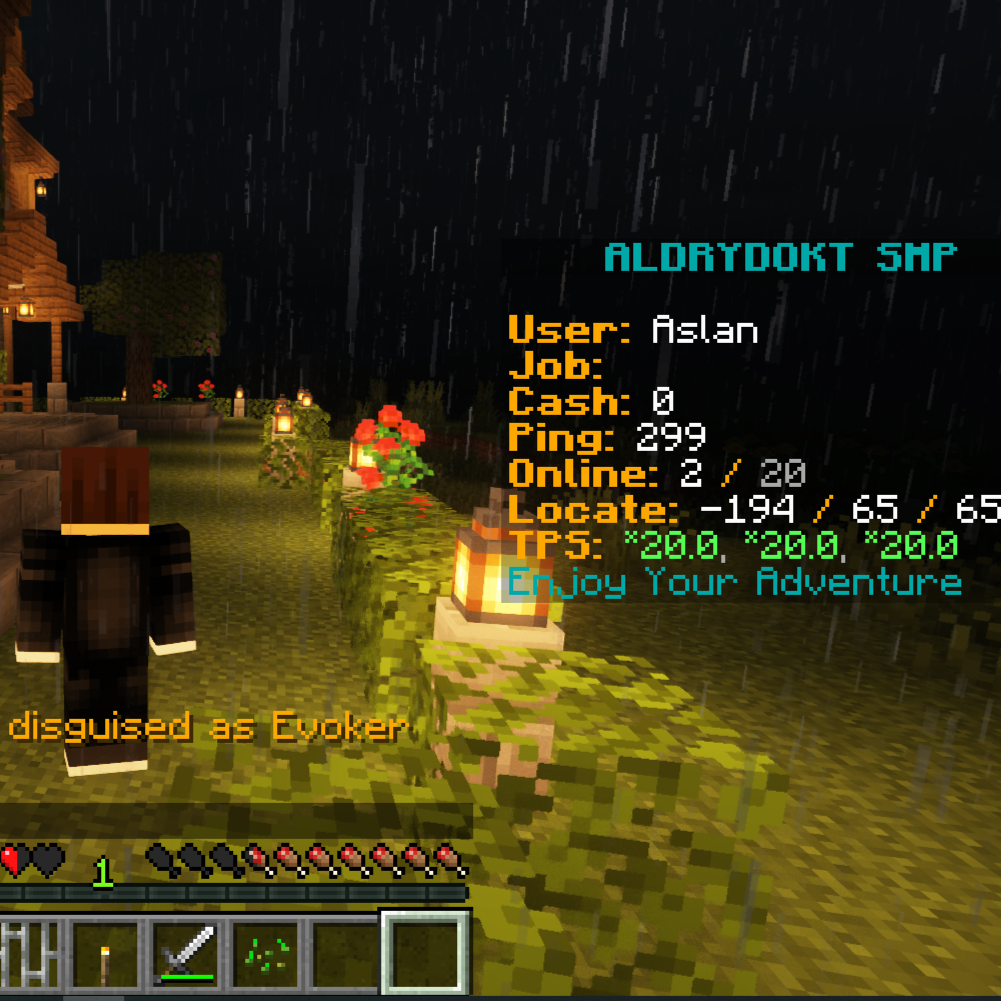 ALDRYDOKT SMP
User: Aslan
Job:
Cash: 0
Ping: 299
Online: 2 / 20
Locate: -194 / 65 / 65
TPS: *20.0, *20.0, *20.0
Enjoy Your Adventure
disguised as Evoker
1